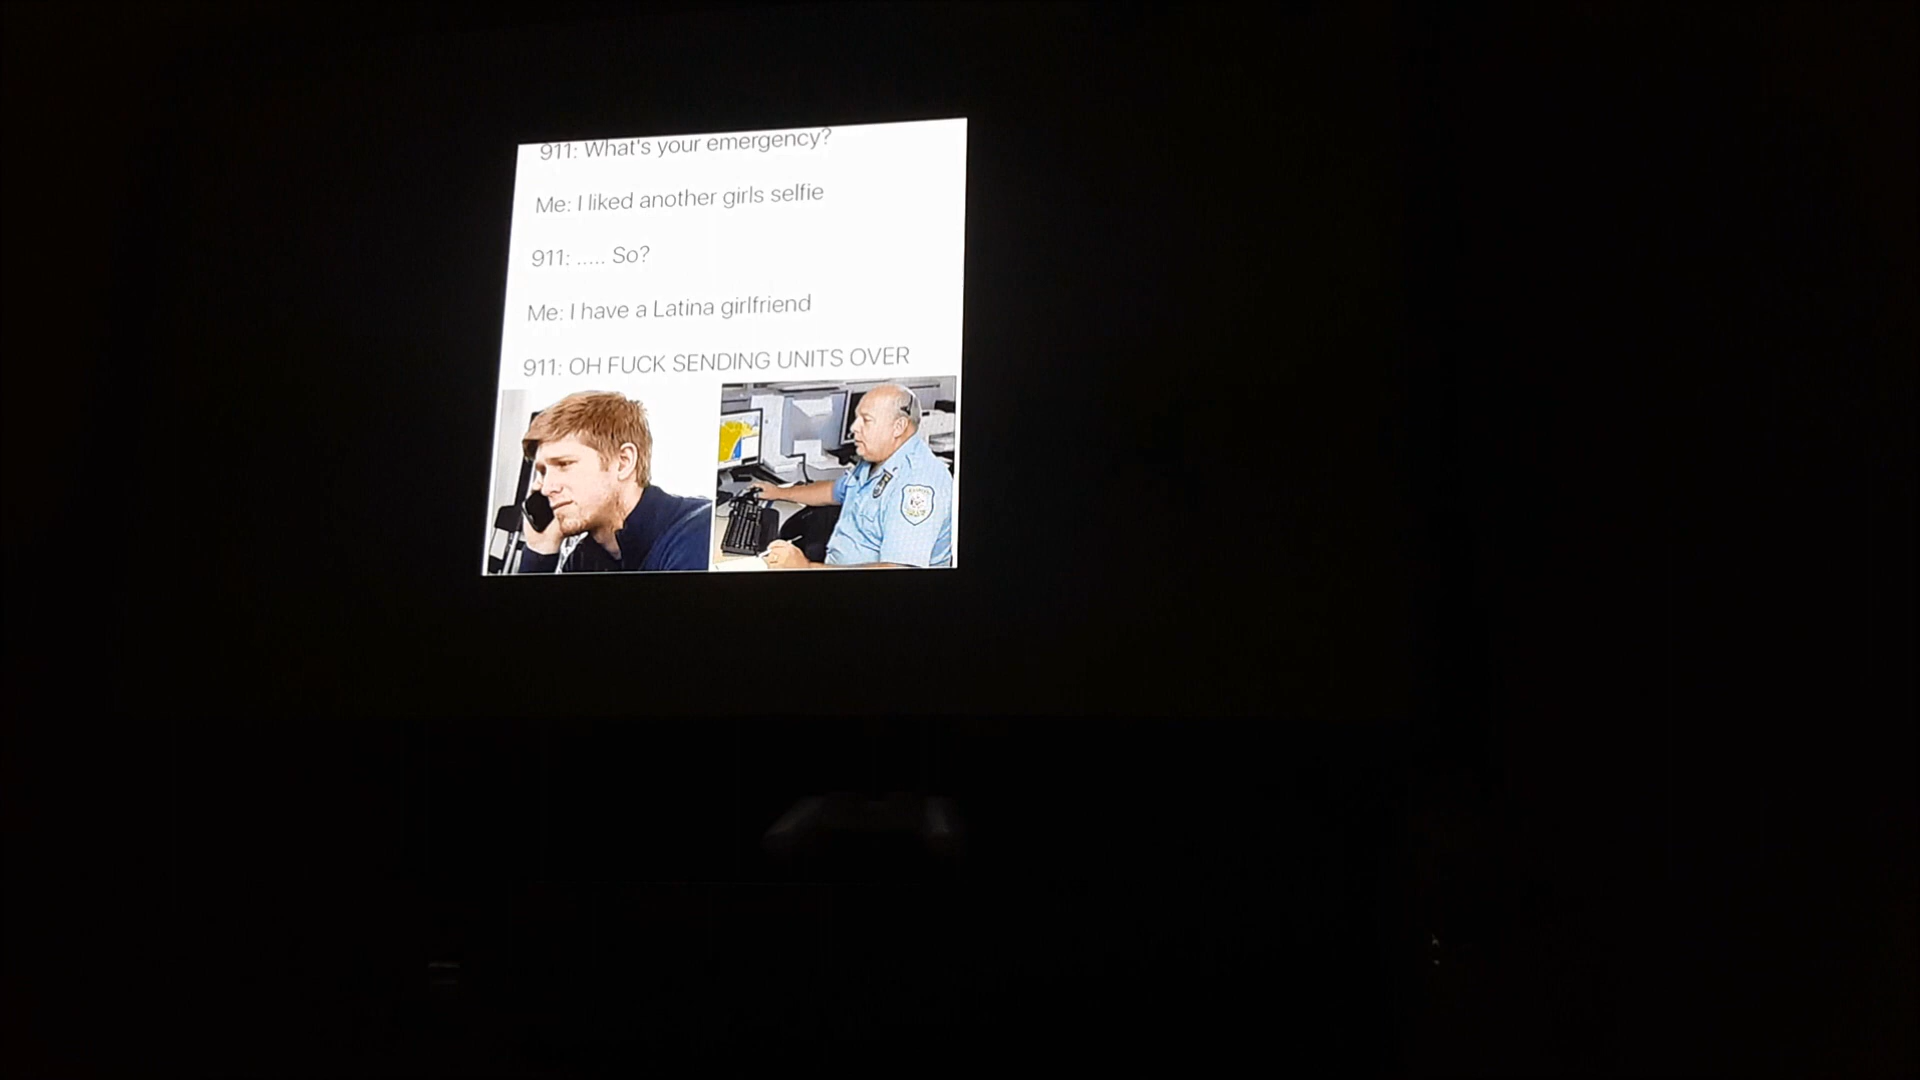 911: What's your emergency?
Me: I liked another girls selfie
911: ..... So?
Me: I have a Latina girlfriend
911: OH FUCK SENDING UNITS OVER